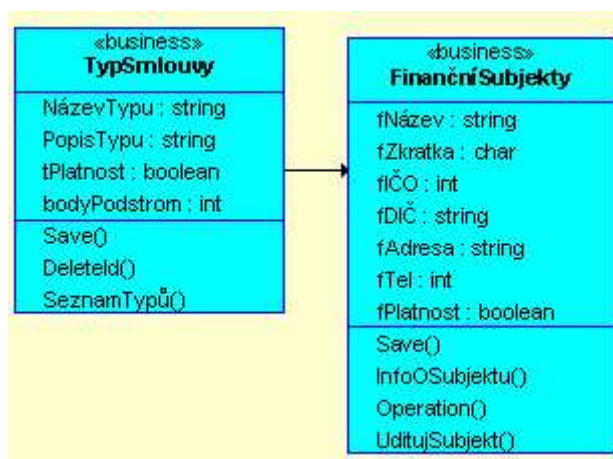 «business»
TypSmlouvy
NázevTypu : string
PopisTypu : string
tPlatnost : boolean
bodyPodstrom : int
Save()
DeleteId()
SeznamTypů()
«business»
FinančníSubjekty
fNázev : string
fZkratka : char
fIČO : int
fDIČ : string
fAdresa : string
fTel : int
fPlatnost : boolean
Save()
InfoOSubjektu()
Operation()
UditujSubjekt()